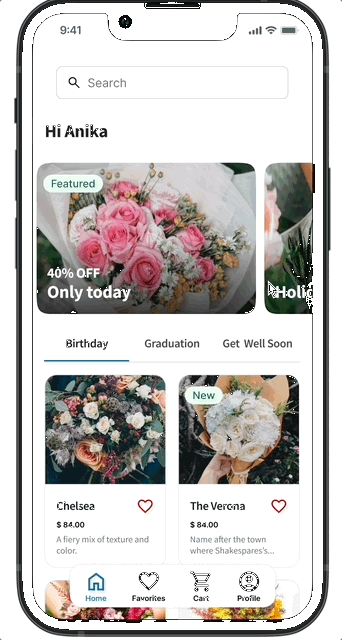 9:41
Search
Hi Anika
Featured
40% OFF
Only today
Holi
Birthday
Graduation
Get Well Soon
New
Chelsea
The Verona
$ 84.00
$ 84.00
A fiery mix of texture and
color.
Name after the town
where Shakespares's...
Home
Favorites
Cart
Profile